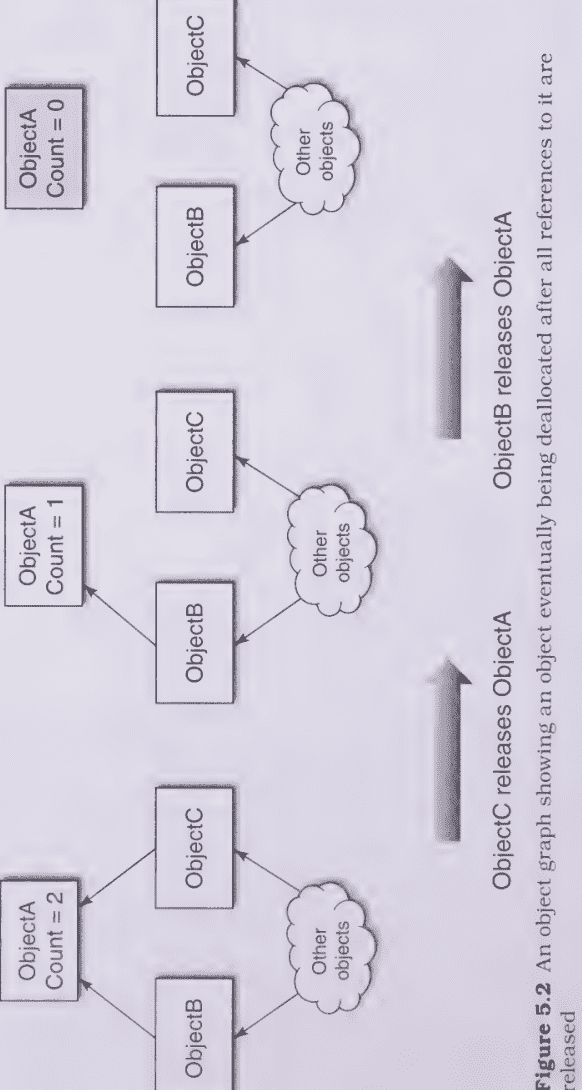 ObjectA
Count = 2
ObjectB
ObjectC
Other
objects
ObjectA
Count = 1
ObjectB
ObjectC
Other
objects
ObjectA
Count = 0
ObjectB
ObjectC
Other
objects
ObjectC releases ObjectA
ObjectB releases ObjectA
Figure 5.2 An object graph showing an object eventually being deallocated after all references to it are
released